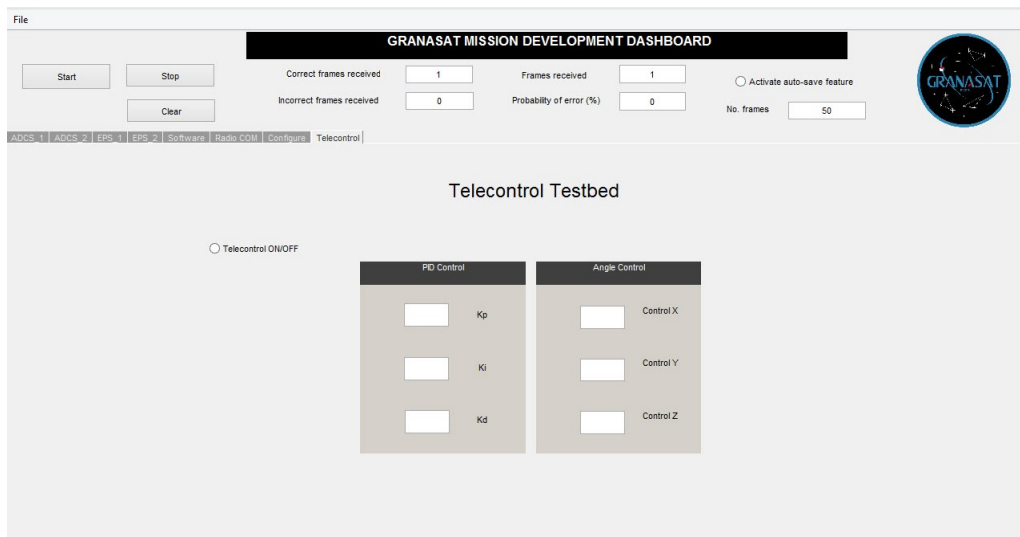 File
GRANASAT MISSION DEVELOPMENT DASHBOARD
Start
Stop
Clear
Correct frames received
1
Frames received
1
Incorrect frames received
0
Probability of error (%)
0
Activate auto-save feature
No. frames
50
GRANASAT
ADCS_1 ADCS_2 EPS_1 EPS_2 Software Radio COM Configure Telecontrol
Telecontrol Testbed
Telecontrol ON/OFF
PID Control
Kp
Ki
Kd
Angle Control
Control X
Control Y
Control Z